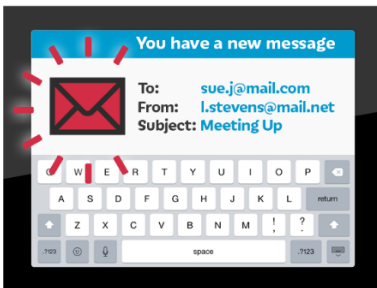 You have a new message
To: sue.j@mail.com
From: l.stevens@mail.net
Subject: Meeting Up
Q W E R T Y U I O P
A S D F G H J K L return
Z X C V B N M ! , ? .
.?123 space .?123